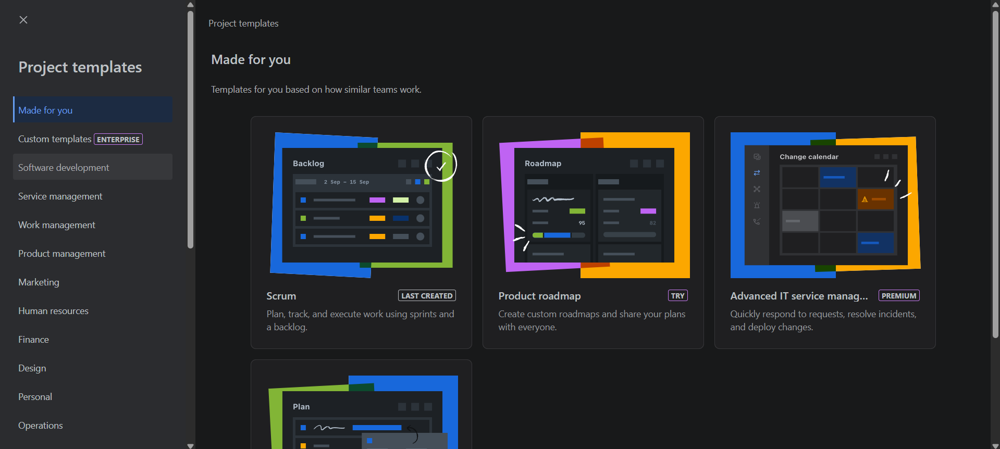 Project templates
Made for you
Custom templates ENTERPRISE
Software development
Service management
Work management
Product management
Marketing
Human resources
Finance
Design
Personal
Operations
Project templates
Made for you
Templates for you based on how similar teams work.
Backlog
2 Sep – 15 Sep
Scrum LAST CREATED
Plan, track, and execute work using sprints and
a backlog.
Roadmap
95 82
Product roadmap TRY
Create custom roadmaps and share your plans
with everyone.
Change calendar
Advanced IT service manag... PREMIUM
Quickly respond to requests, resolve incidents,
and deploy changes.
Plan